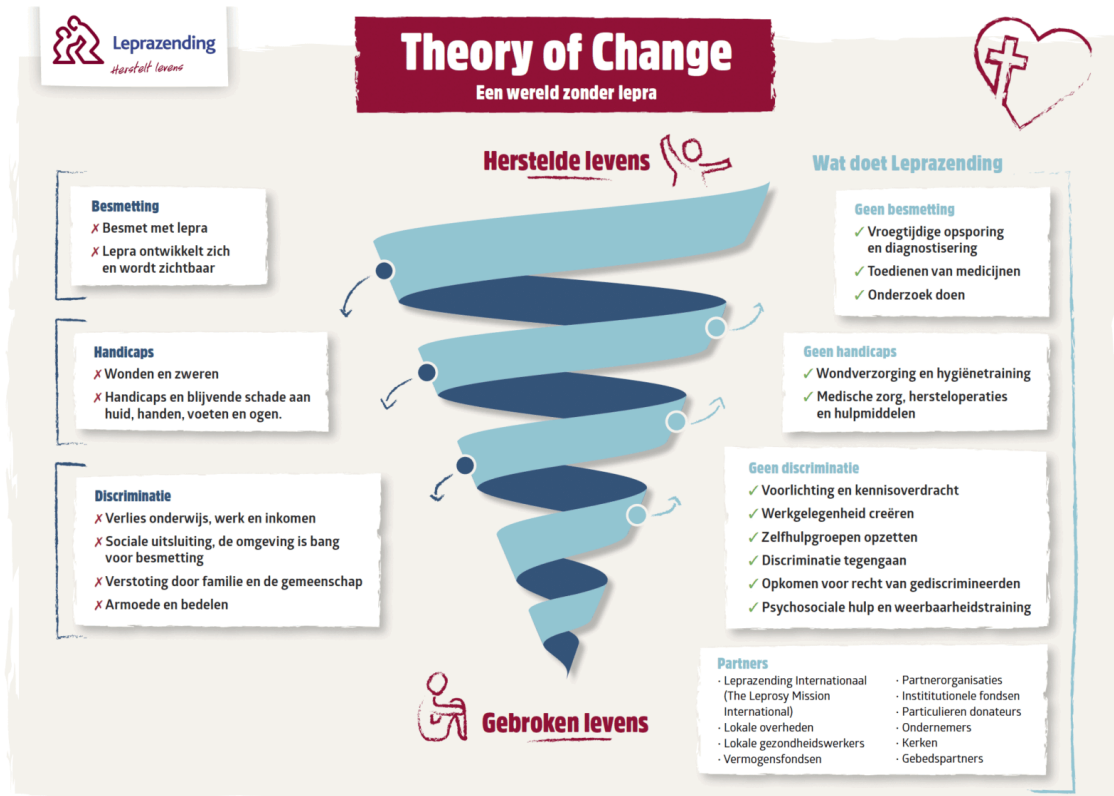 Leprazending
Herstelt levens
Theory of Change
Een wereld zonder lepra
Herstelde levens
Wat doet Leprazending
Besmetting
✗ Besmet met lepra
✗ Lepra ontwikkelt zich
en wordt zichtbaar
Handicaps
✗ Wonden en zweren
✗ Handicaps en blijvende schade aan
huid, handen, voeten en ogen.
Discriminatie
✗ Verlies onderwijs, werk en inkomen
✗ Sociale uitsluiting, de omgeving is bang
voor besmetting
✗ Verstoting door familie en de gemeenschap
✗ Armoede en bedelen
Geen besmetting
✓ Vroegtijdige opsporing
en diagnostisering
✓ Toedienen van medicijnen
✓ Onderzoek doen
Geen handicaps
✓ Wondverzorging en hygiënetraining
✓ Medische zorg, hersteloperaties
en hulpmiddelen
Geen discriminatie
✓ Voorlichting en kennisoverdracht
✓ Werkgelegenheid creëren
✓ Zelfhulpgroepen opzetten
✓ Discriminatie tegengaan
✓ Opkomen voor recht van gediscrimineerden
✓ Psychosociale hulp en weerbaarheidstraining
Partners
· Leprazending Internationaal
(The Leprosy Mission
International)
· Lokale overheden
· Lokale gezondheidswerkers
· Vermogensfondsen
· Partnerorganisaties
· Instititutionele fondsen
· Particulieren donateurs
· Ondernemers
· Kerken
· Gebedspartners
Gebroken levens